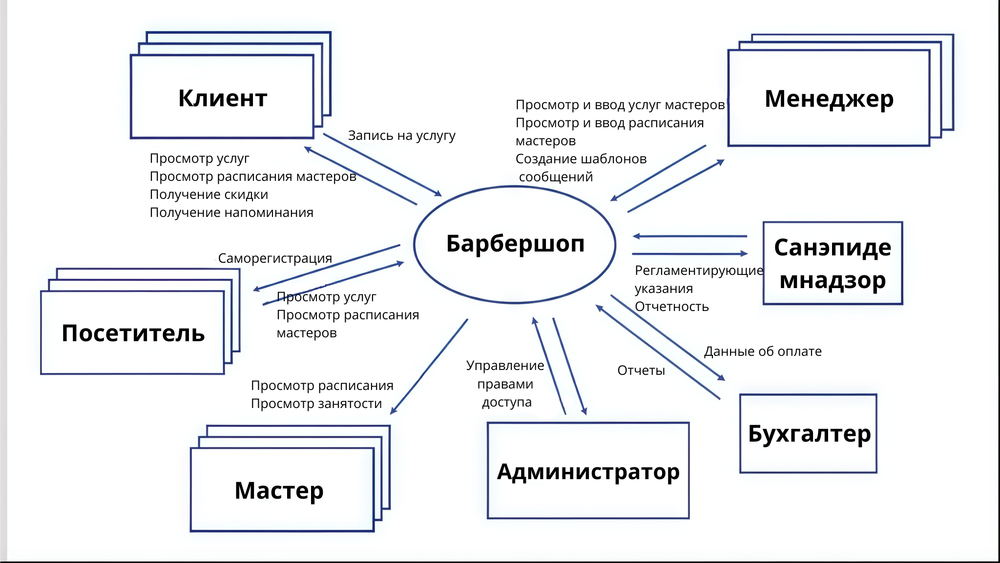 Клиент
Менеджер
Просмотр и ввод услуг мастеров
Просмотр и ввод расписания
мастеров
Создание шаблонов
сообщений
Запись на услугу
Просмотр услуг
Просмотр расписания мастеров
Получение скидки
Получение напоминания
Барбершоп
Санэпиде
мнадзор
Саморегистрация
Регламентирующие
указания
Отчетность
Просмотр услуг
Просмотр расписания
мастеров
Посетитель
Данные об оплате
Отчеты
Управление
правами
доступа
Просмотр расписания
Просмотр занятости
Бухгалтер
Администратор
Мастер